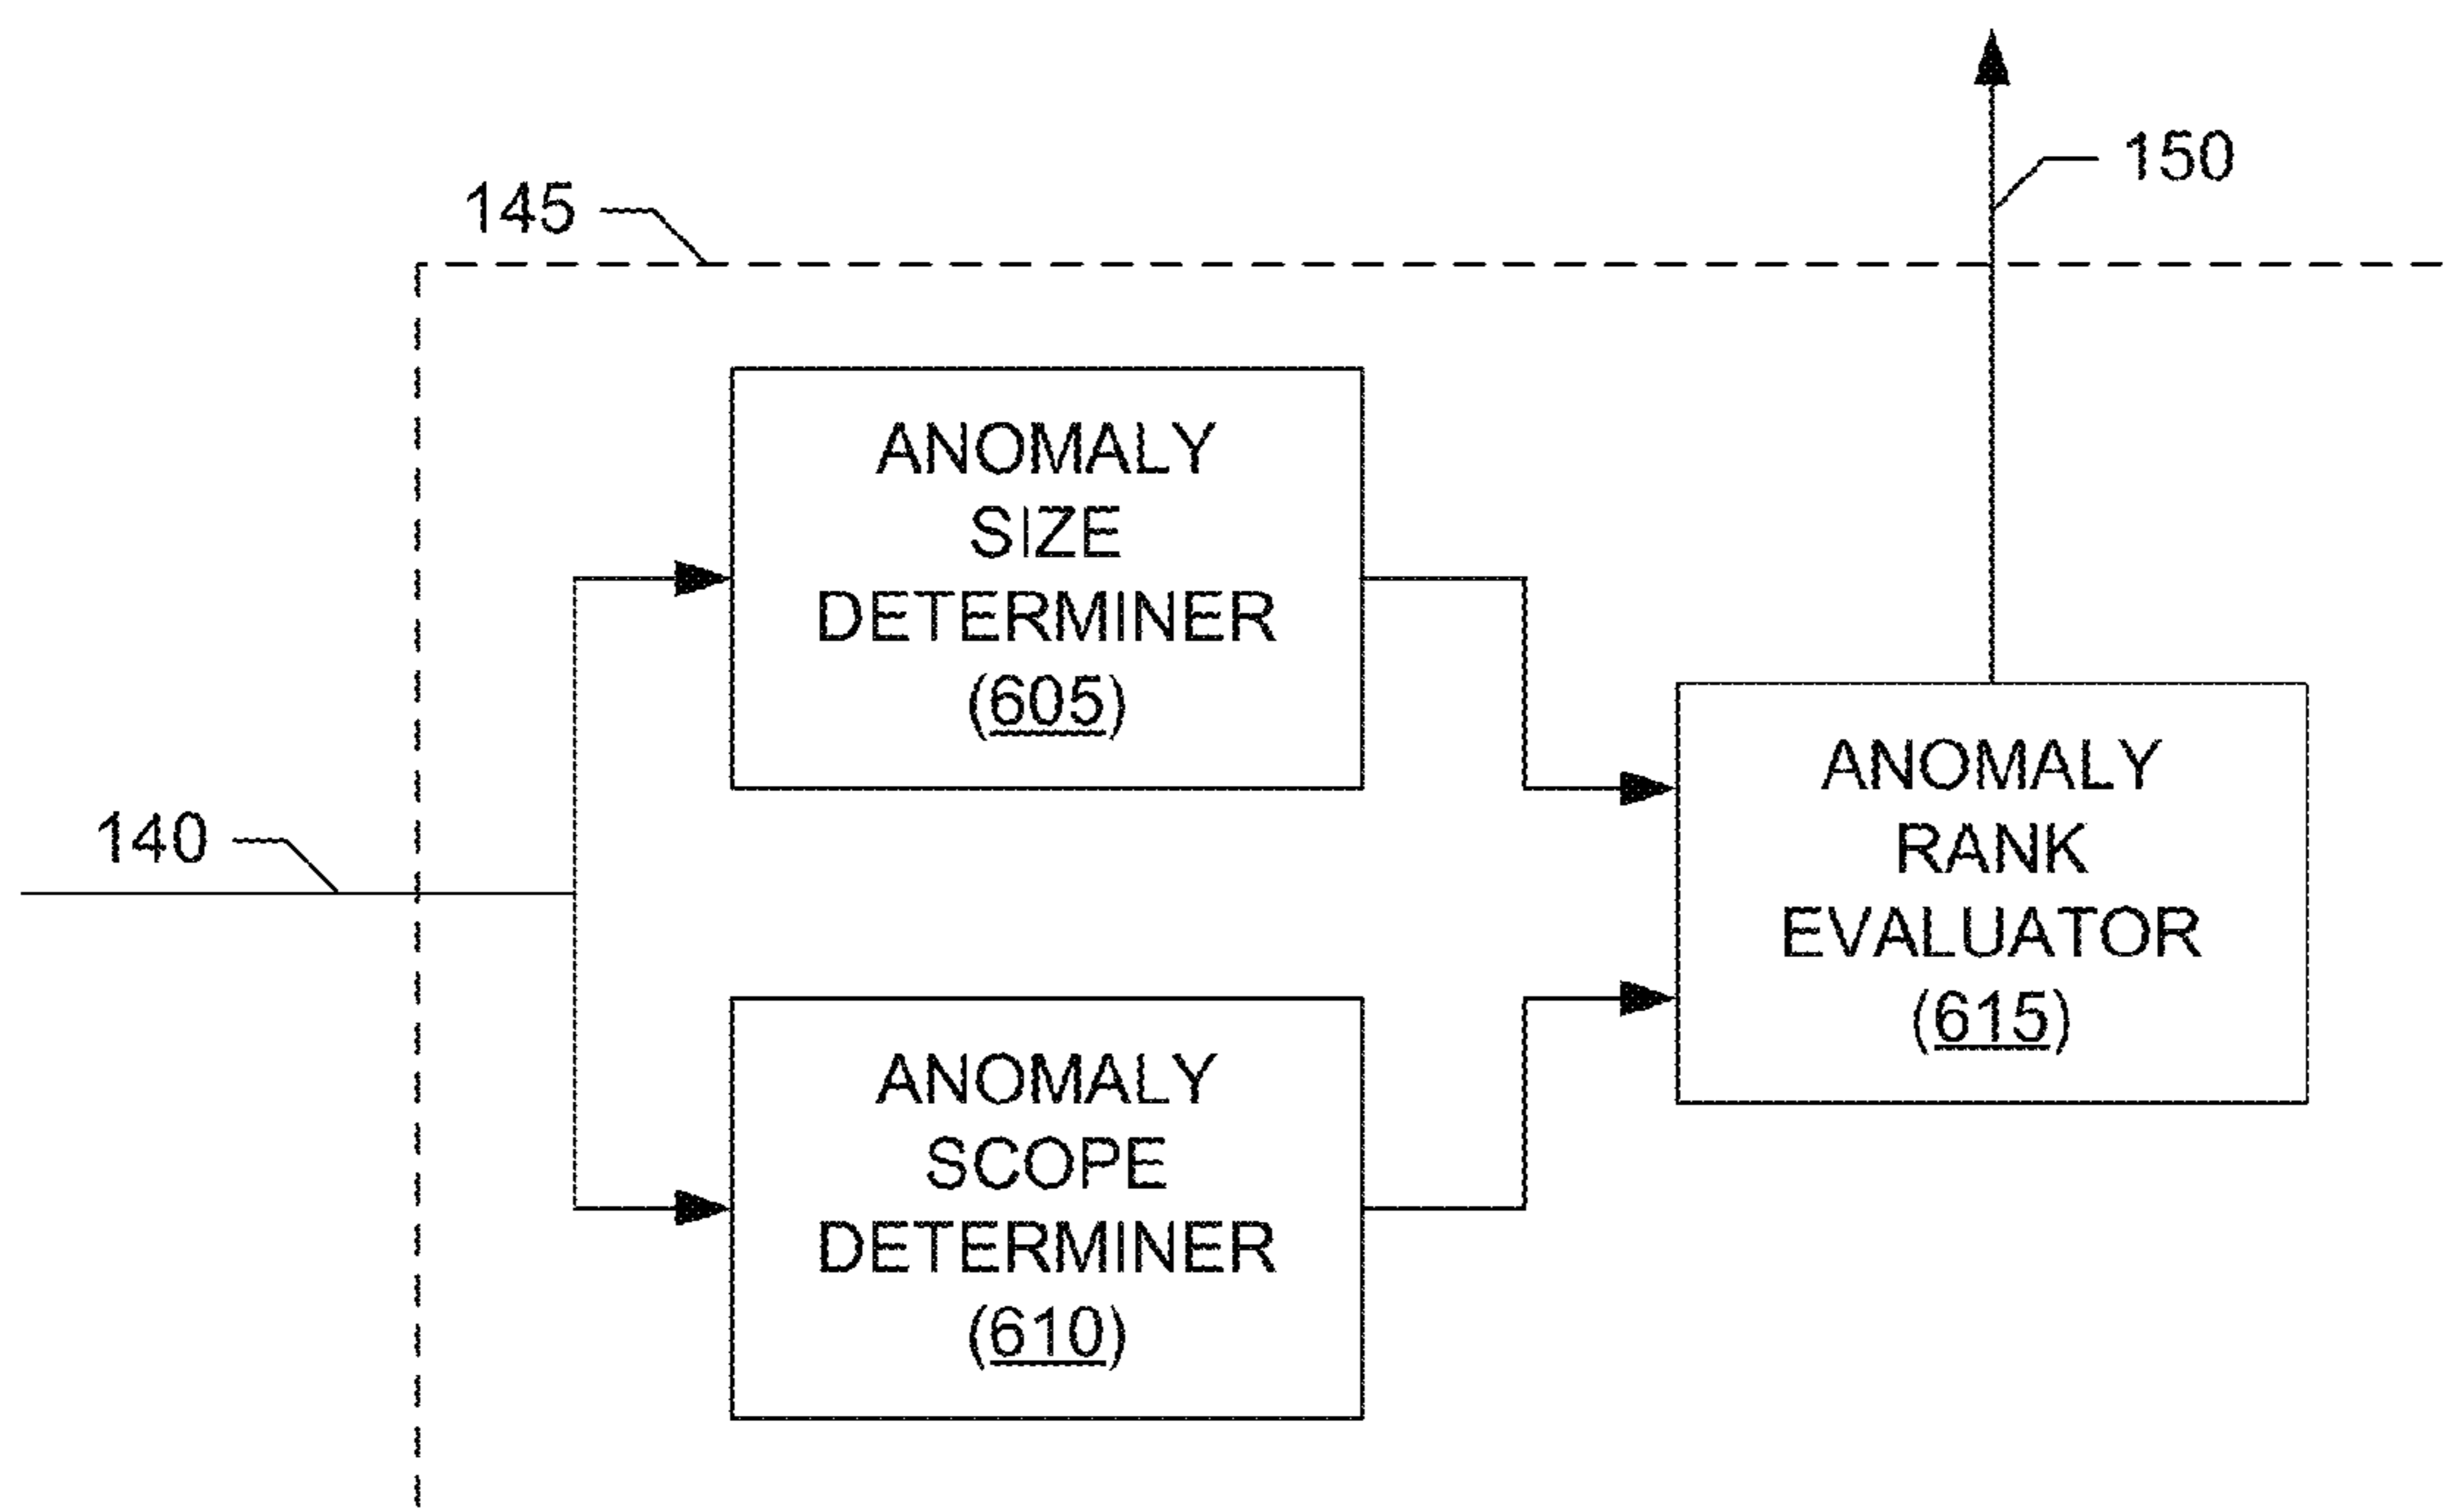 150
145
ANOMALY
SIZE
DETERMINER
(605)
140
ANOMALY
RANK
EVALUATOR
(615)
ANOMALY
SCOPE
DETERMINER
(610)